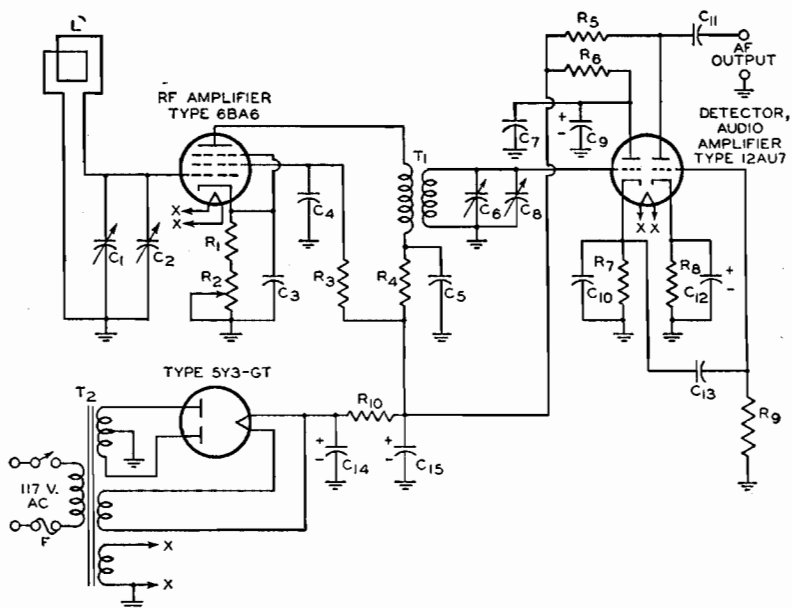 L
RF AMPLIFIER
TYPE 6BA6
R5
C11
AF
OUTPUT
R6
C7
+
-
C9
DETECTOR,
AUDIO
AMPLIFIER
TYPE 12AU7
T1
C1
C2
X
X
R1
R2
C3
C4
R3
R4
C5
C6
C8
X X
C10
R7
R8
C12
+
-
C13
R9
TYPE 5Y3-GT
T2
117 V.
AC
F
R10
+
-
C14
+
-
C15
X
X